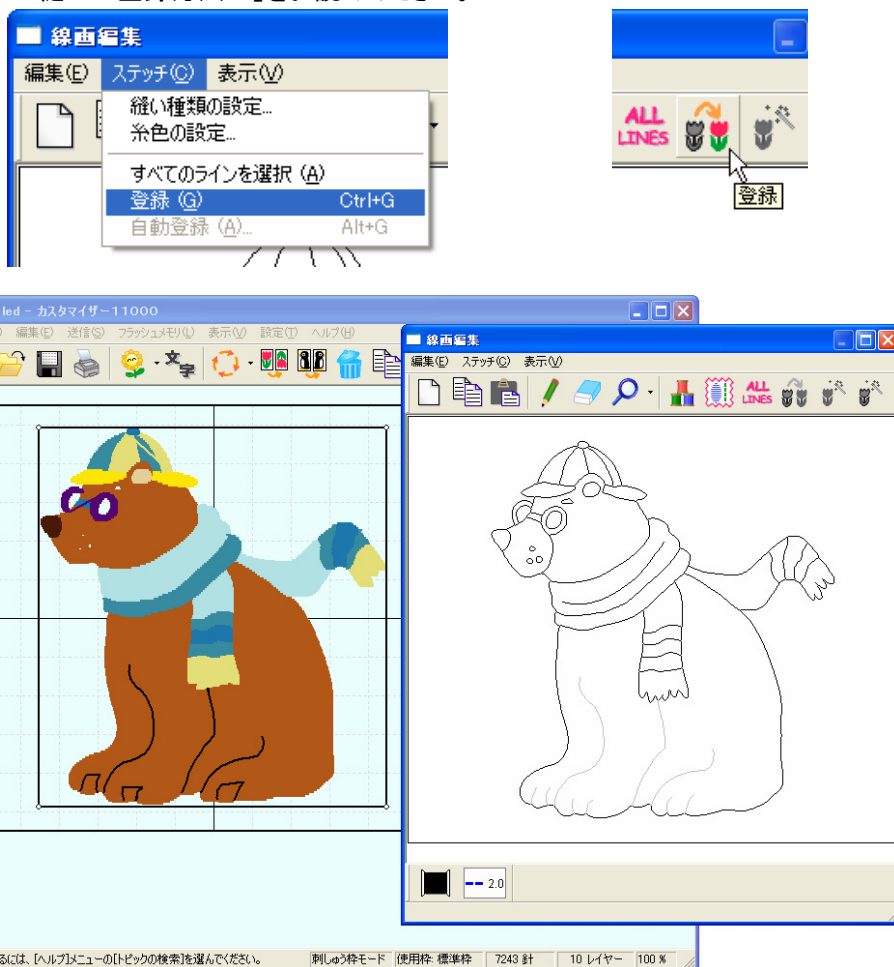 線画編集
編集(E) ステッチ(C) 表示(V)
縫い種類の設定...
糸色の設定...
すべてのラインを選択 (A)
登録 (G) Ctrl+G
自動登録 (A)... Alt+G
ALL
LINES
登録
led - カスタマイザー11000
編集(E) 送信(S) フラッシュメモリ(L) 表示(V) 設定(T) ヘルプ(H)
文字
線画編集
編集(E) ステッチ(C) 表示(V)
ALL
LINES
2.0
るには、[ヘルプ]メニューの[トピックの検索]を選んでください。 刺しゅう枠モード 使用枠: 標準枠 7243 針 10 レイヤー 100 %